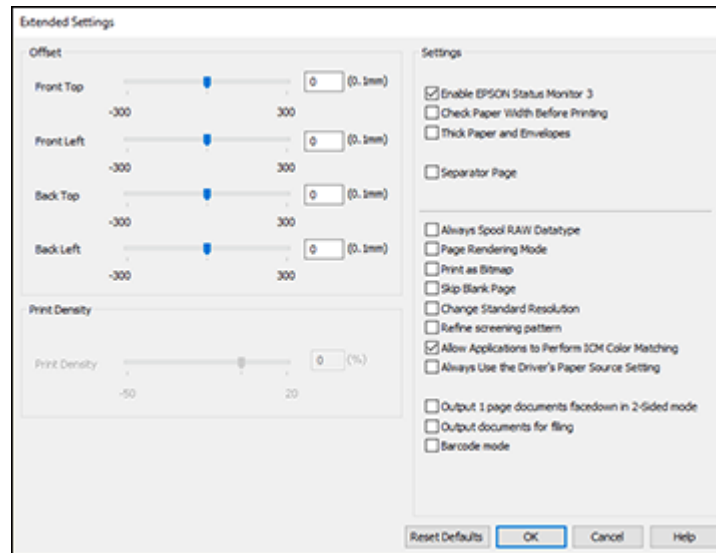 Extended Settings
Offset
Front Top
0
(0.1mm)
-300
300
Front Left
0
(0.1mm)
-300
300
Back Top
0
(0.1mm)
-300
300
Back Left
0
(0.1mm)
-300
300
Print Density
Print Density
0
(%)
-50
20
Settings
Enable EPSON Status Monitor 3
Check Paper Width Before Printing
Thick Paper and Envelopes
Separator Page
Always Spool RAW Datatype
Page Rendering Mode
Print as Bitmap
Skip Blank Page
Change Standard Resolution
Refine screening pattern
Allow Applications to Perform ICM Color Matching
Always Use the Driver's Paper Source Setting
Output 1 page documents facedown in 2-Sided mode
Output documents for filing
Barcode mode
Reset Defaults
OK
Cancel
Help